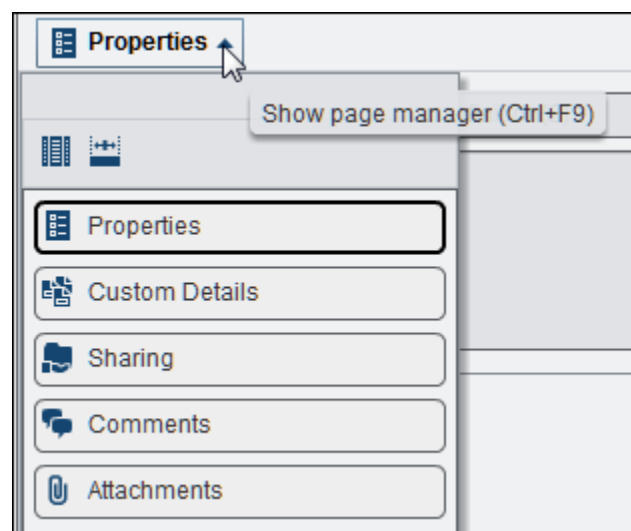 Properties
Show page manager (Ctrl+F9)
Properties
Custom Details
Sharing
Comments
Attachments